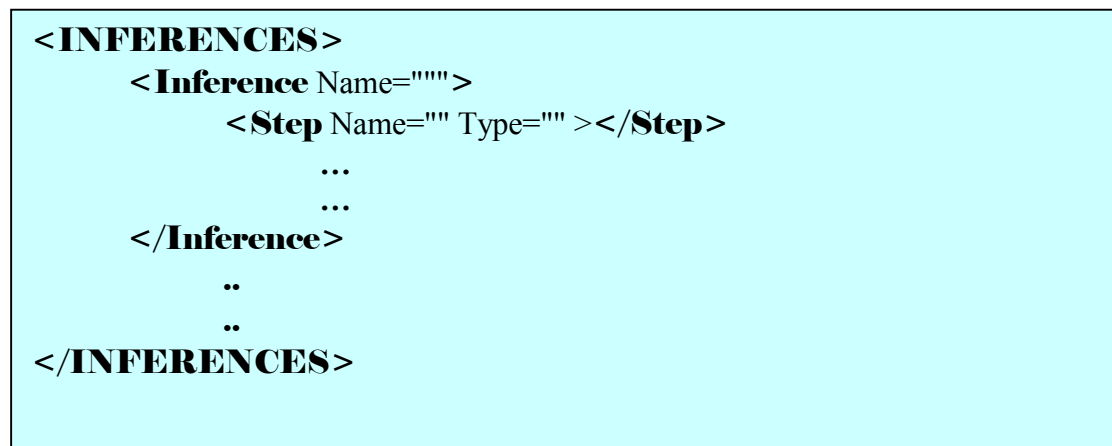 <INFERENCES>
<Inference Name=""">
<Step Name="" Type="" ></Step>
...
...
</Inference>
..
..
</INFERENCES>